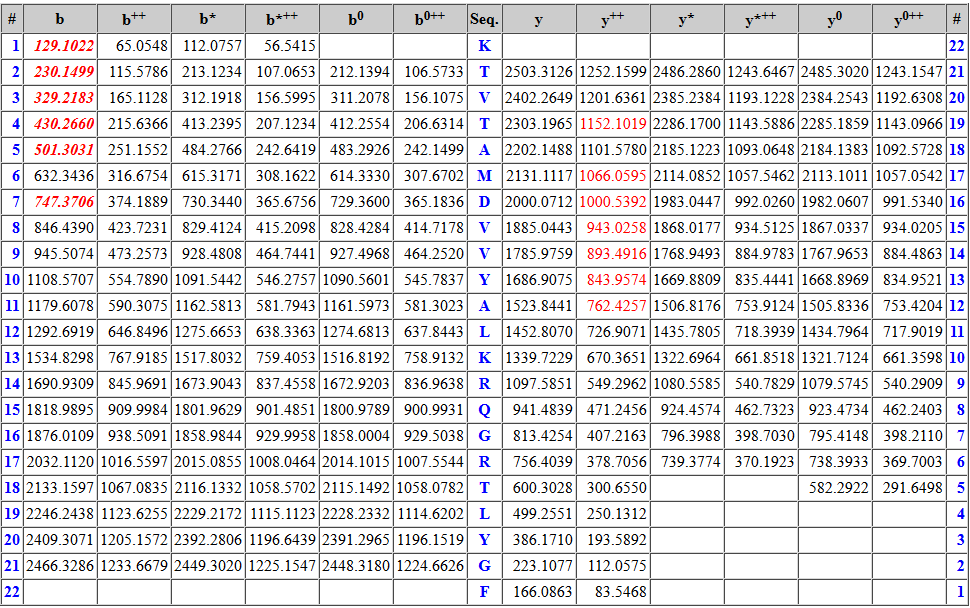 # b b++ b* b*++ b0 b0++ Seq. y y++ y* y*++ y0 y0++ #
1 129.1022 65.0548 112.0757 56.5415 K 22
2 230.1499 115.5786 213.1234 107.0653 212.1394 106.5733 T 2503.3126 1252.1599 2486.2860 1243.6467 2485.3020 1243.1547 21
3 329.2183 165.1128 312.1918 156.5995 311.2078 156.1075 V 2402.2649 1201.6361 2385.2384 1193.1228 2384.2543 1192.6308 20
4 430.2660 215.6366 413.2395 207.1234 412.2554 206.6314 T 2303.1965 1152.1019 2286.1700 1143.5886 2285.1859 1143.0966 19
5 501.3031 251.1552 484.2766 242.6419 483.2926 242.1499 A 2202.1488 1101.5780 2185.1223 1093.0648 2184.1383 1092.5728 18
6 632.3436 316.6754 615.3171 308.1622 614.3330 307.6702 M 2131.1117 1066.0595 2114.0852 1057.5462 2113.1011 1057.0542 17
7 747.3706 374.1889 730.3440 365.6756 729.3600 365.1836 D 2000.0712 1000.5392 1983.0447 992.0260 1982.0607 991.5340 16
8 846.4390 423.7231 829.4124 415.2098 828.4284 414.7178 V 1885.0443 943.0258 1868.0177 934.5125 1867.0337 934.0205 15
9 945.5074 473.2573 928.4808 464.7441 927.4968 464.2520 V 1785.9759 893.4916 1768.9493 884.9783 1767.9653 884.4863 14
10 1108.5707 554.7890 1091.5442 546.2757 1090.5601 545.7837 Y 1686.9075 843.9574 1669.8809 835.4441 1668.8969 834.9521 13
11 1179.6078 590.3075 1162.5813 581.7943 1161.5973 581.3023 A 1523.8441 762.4257 1506.8176 753.9124 1505.8336 753.4204 12
12 1292.6919 646.8496 1275.6653 638.3363 1274.6813 637.8443 L 1452.8070 726.9071 1435.7805 718.3939 1434.7964 717.9019 11
13 1534.8298 767.9185 1517.8032 759.4053 1516.8192 758.9132 K 1339.7229 670.3651 1322.6964 661.8518 1321.7124 661.3598 10
14 1690.9309 845.9691 1673.9043 837.4558 1672.9203 836.9638 R 1097.5851 549.2962 1080.5585 540.7829 1079.5745 540.2909 9
15 1818.9895 909.9984 1801.9629 901.4851 1800.9789 900.9931 Q 941.4839 471.2456 924.4574 462.7323 923.4734 462.2403 8
16 1876.0109 938.5091 1858.9844 929.9958 1858.0004 929.5038 G 813.4254 407.2163 796.3988 398.7030 795.4148 398.2110 7
17 2032.1120 1016.5597 2015.0855 1008.0464 2014.1015 1007.5544 R 756.4039 378.7056 739.3774 370.1923 738.3933 369.7003 6
18 2133.1597 1067.0835 2116.1332 1058.5702 2115.1492 1058.0782 T 600.3028 300.6550 582.2922 291.6498 5
19 2246.2438 1123.6255 2229.2172 1115.1123 2228.2332 1114.6202 L 499.2551 250.1312 4
20 2409.3071 1205.1572 2392.2806 1196.6439 2391.2965 1196.1519 Y 386.1710 193.5892 3
21 2466.3286 1233.6679 2449.3020 1225.1547 2448.3180 1224.6626 G 223.1077 112.0575 2
22 F 166.0863 83.5468 1